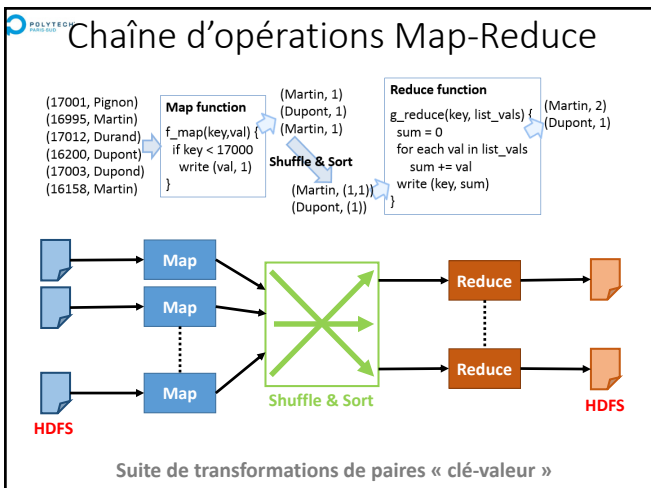 POLYTECH
PARIS-SUD
Chaîne d'opérations Map-Reduce
(17001, Pignon)
(16995, Martin)
(17012, Durand)
(16200, Dupont)
(17003, Dupond)
(16158, Martin)
Map function
f_map(key,val) {
if key < 17000
write (val, 1)
}
(Martin, 1)
(Dupont, 1)
(Martin, 1)
Shuffle & Sort
(Martin, (1,1))
(Dupont, (1))
Reduce function
g_reduce(key, list_vals) {
sum = 0
for each val in list_vals
sum += val
write (key, sum)
}
(Martin, 2)
(Dupont, 1)
Map
Reduce
Map
Map
Reduce
Shuffle & Sort
HDFS
HDFS
Suite de transformations de paires « clé-valeur »